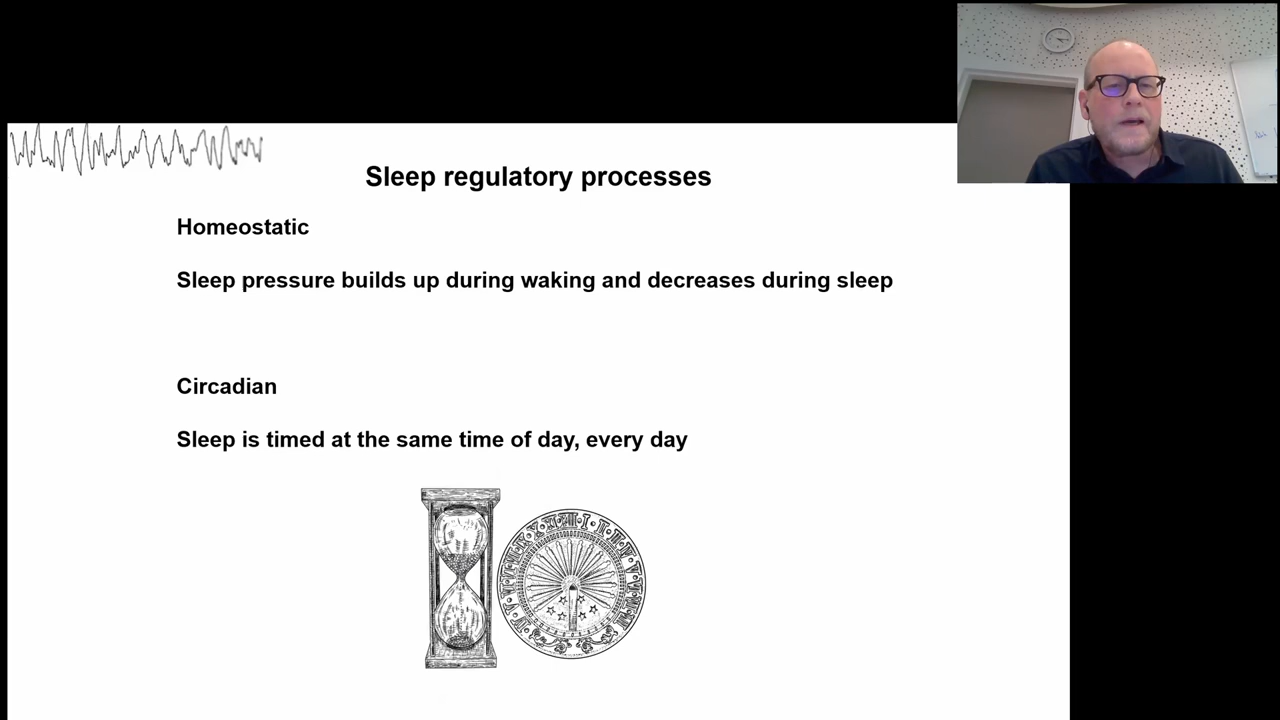 Sleep regulatory processes
Homeostatic
Sleep pressure builds up during waking and decreases during sleep
Circadian
Sleep is timed at the same time of day, every day